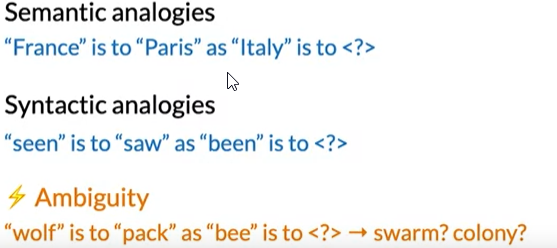 Semantic analogies
“France” is to “Paris” as “Italy” is to <?>
Syntactic analogies
“seen” is to “saw” as “been” is to <?>
⚡ Ambiguity
“wolf” is to “pack” as “bee” is to <?> → swarm? colony?